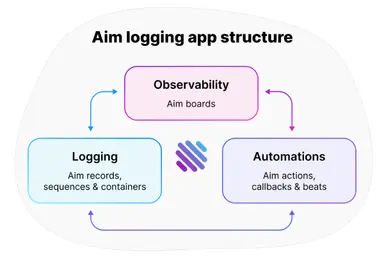 Aim logging app structure
Observability
Aim boards
Logging
Aim records,
sequences & containers
Automations
Aim actions,
callbacks & beats